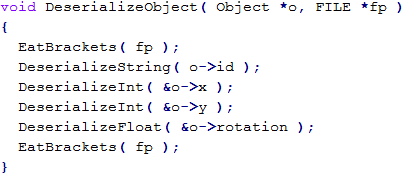 void DeserializeObject( Object *o, FILE *fp )
{
EatBrackets( fp );
DeserializeString( o->id );
DeserializeInt( &o->x );
DeserializeInt( &o->y );
DeserializeFloat( &o->rotation );
EatBrackets( fp );
}